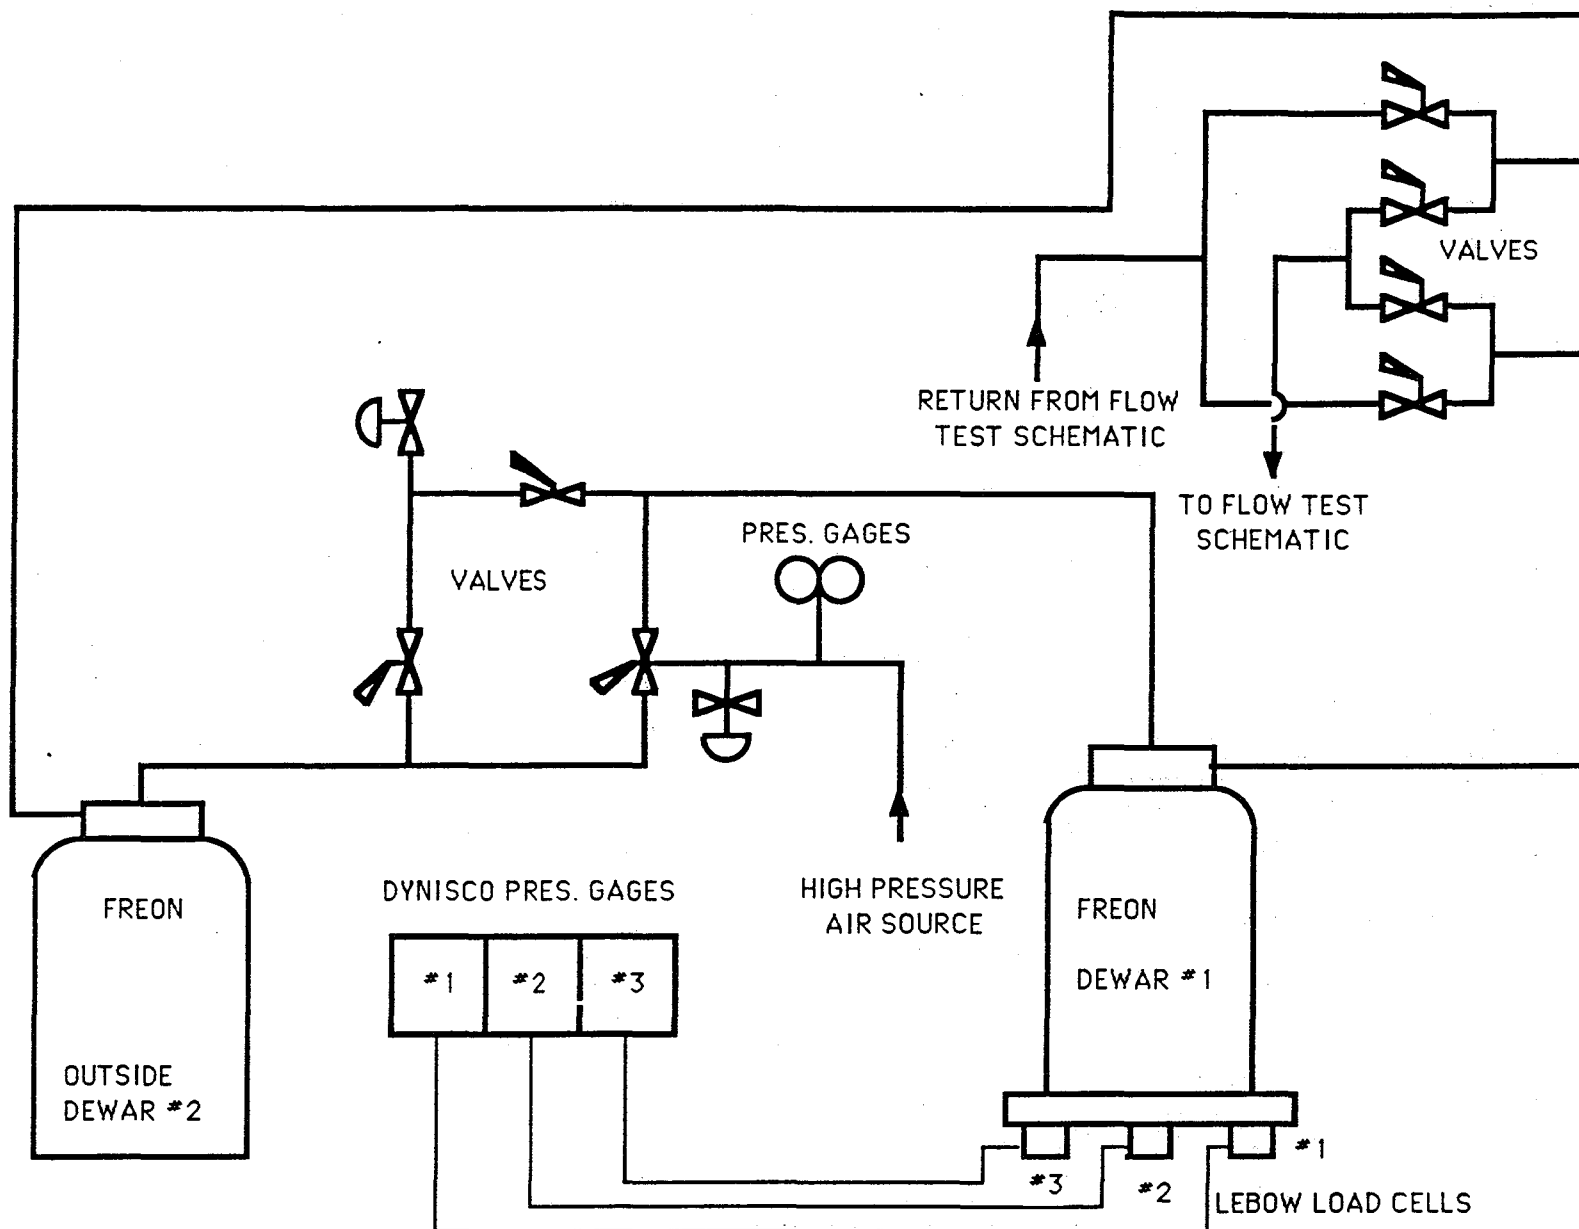 VALVES
RETURN FROM FLOW
TEST SCHEMATIC
TO FLOW TEST
SCHEMATIC
PRES. GAGES
VALVES
HIGH PRESSURE
AIR SOURCE
DYNISCO PRES. GAGES
#1
#2
#3
FREON
OUTSIDE
DEWAR #2
FREON
DEWAR #1
#1
#3
#2
LEBOW LOAD CELLS